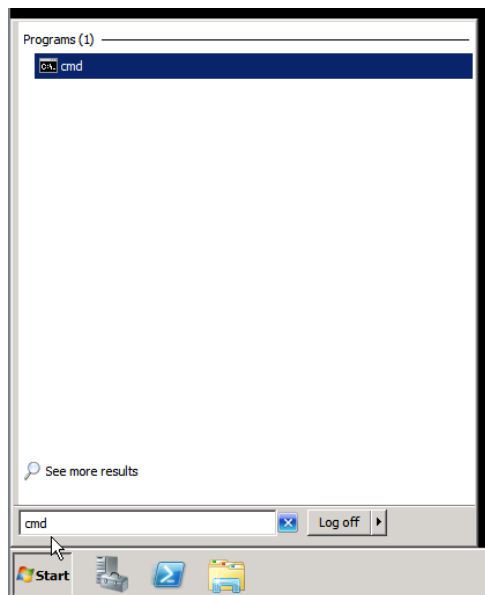 Programs (1)
cmd
See more results
cmd
Log off
Start